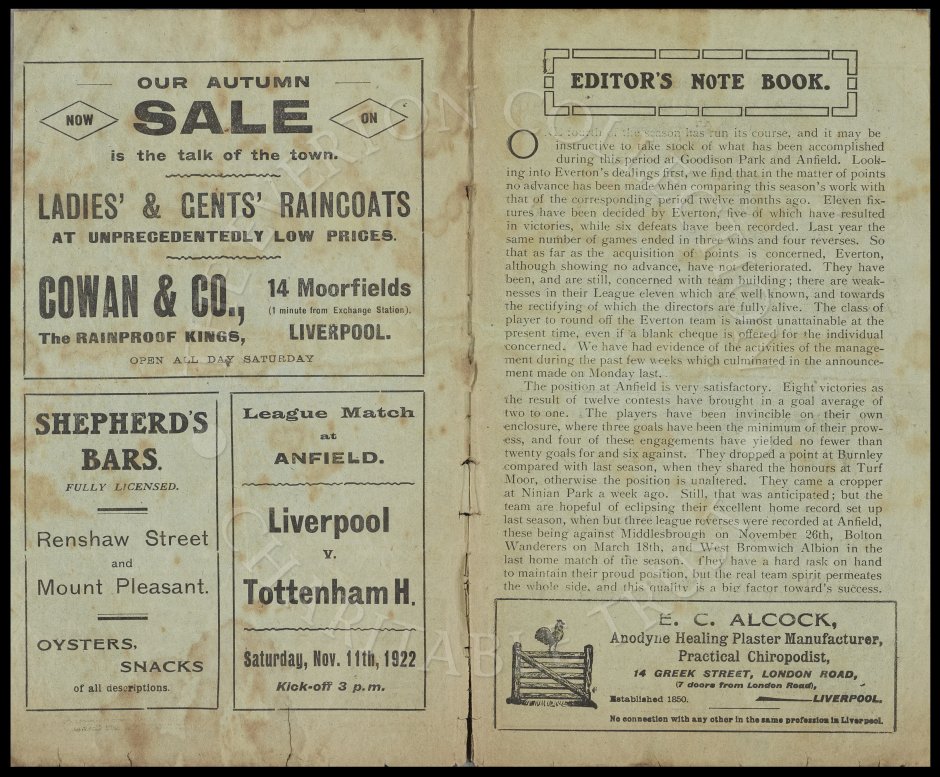 OUR AUTUMN
NOW
SALE
ON
is the talk of the town.
LADIES' & GENTS' RAINCOATS
AT UNPRECEDENTEDLY LOW PRICES.
COWAN & CO.,
The RAINPROOF KINGS,
14 Moorfields
(1 minute from Exchange Station).
LIVERPOOL.
OPEN ALL DAY SATURDAY
SHEPHERD'S
BARS.
FULLY LICENSED.
Renshaw Street
and
Mount Pleasant.
OYSTERS,
SNACKS
of all descriptions.
League Match
at
ANFIELD.
Liverpool
v.
Tottenham H.
Saturday, Nov. 11th, 1922
Kick-off 3 p.m.
EDITOR'S NOTE BOOK.
fourth of the season has run its course, and it may be
instructive to take stock of what has been accomplished
during this period at Goodison Park and Anfield. Look-
ing into Everton's dealings first, we find that in the matter of points
no advance has been made when comparing this season's work with
that of the corresponding period twelve months ago. Eleven fix-
tures have been decided by Everton, five of which have resulted
in victories, while six defeats have been recorded. Last year the
same number of games ended in three wins and four reverses. So
that as far as the acquisition of points is concerned, Everton,
although showing no advance, have not deteriorated. They have
been, and are still, concerned with team building; there are weak-
nesses in their League eleven which are well known, and towards
the rectifying of which the directors are fully alive. The class of
player to round off the Everton team is almost unattainable at the
present time, even if a blank cheque is offered for the individual
concerned. We have had evidence of the activities of the manage-
ment during the past few weeks which culminated in the announce-
ment made on Monday last.
The position at Anfield is very satisfactory. Eight victories as
the result of twelve contests have brought in a goal average of
two to one. The players have been invincible on their own
enclosure, where three goals have been the minimum of their prow-
ess, and four of these engagements have yielded no fewer than
twenty goals for and six against. They dropped a point at Burnley
compared with last season, when they shared the honours at Turf
Moor, otherwise the position is unaltered. They came a cropper
at Ninian Park a week ago. Still, that was anticipated; but the
team are hopeful of eclipsing their excellent home record set up
last season, when but three league reverses were recorded at Anfield,
these being against Middlesbrough on November 26th, Bolton
Wanderers on March 18th, and West Bromwich Albion in the
last home match of the season. They have a hard task on hand
to maintain their proud position, but the real team spirit permeates
the whole side, and this quality is a big factor toward's success.
E. C. ALCOCK,
Anodyne Healing Plaster Manufacturer,
Practical Chiropodist,
14 GREEK STREET, LONDON ROAD,
(7 doors from London Road),
Established 1850.
LIVERPOOL.
No connection with any other in the same profession in Liverpool.